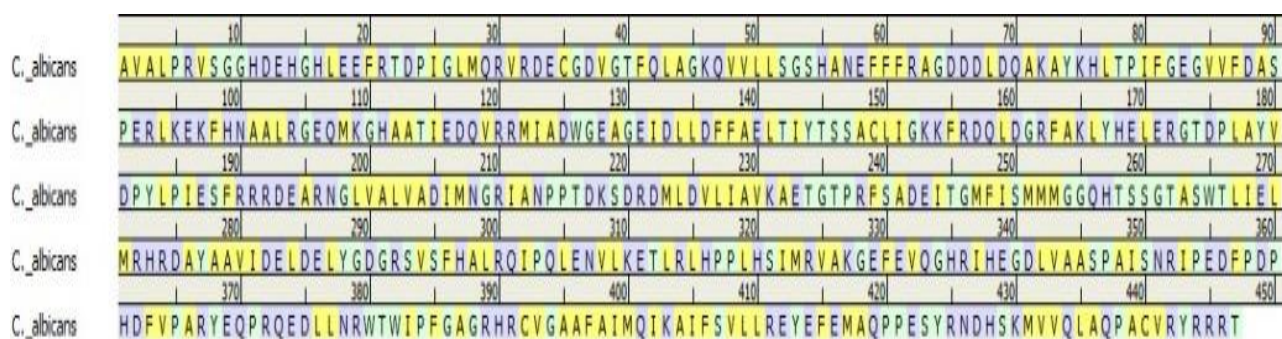 10 20 30 40 50 60 70 80 90
C._albicans AVALPRVSGGHDEHGHLEEFRTDPIGLMQRVRDECGDVGTFQLAGKQVVLLSGSHANEFFFRAGDDDLDQAKAYKHLTPIFGEGVVFDAS
100 110 120 130 140 150 160 170 180
C._albicans PERLKEKFHNAALRGEQMKGHAATIEDQVRRMIADWGEAGEIDLLDFFAELTIYTSSACLIGKKFRDQLDGRFAKLYHELERGTDPLAYV
190 200 210 220 230 240 250 260 270
C._albicans DPYLPIESFRRRDEARNGLVALVADIMNGRIANPPTDKSDRDMLDVLIAVKAETGTPRFSADEITGMFISMMMGGQHTSSGTASWTLIEL
280 290 300 310 320 330 340 350 360
C._albicans MRHRDAYAAVIDELDELYGDGRSVSFHALRQIPQLENVLKETLRLHPPLHSIMRVAKGEFEVQGHRIHEGDLVAASPAISNRIPEDFPDP
370 380 390 400 410 420 430 440 450
C._albicans HDFVPARYEQPRQEDLLNRWTWIPFGAGRHRCVGAAFAIMQIKAIFSVLLREYEFEMAQPPESYRNDHSKMVVQLAQPACVRYRRRT